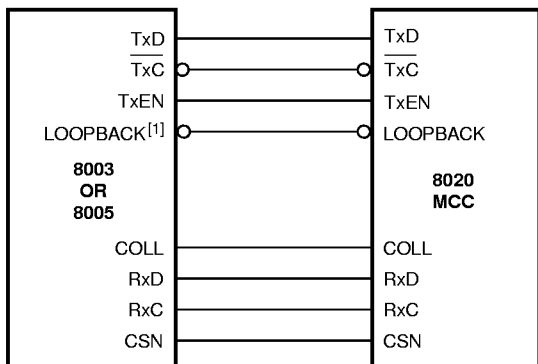 TxD
TxC
TxEN
LOOPBACK[1]
8003
OR
8005
COLL
RxD
RxC
CSN
TxD
TxC
TxEN
LOOPBACK
8020
MCC
COLL
RxD
RxC
CSN